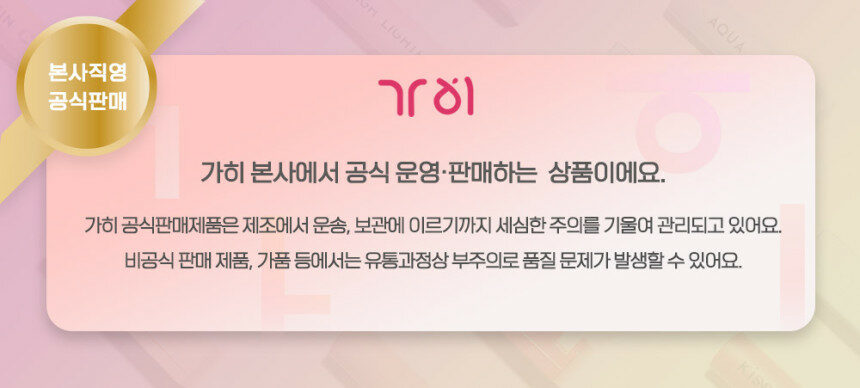 본사직영
공식판매
가히
가히 본사에서 공식 운영·판매하는 상품이에요.
가히 공식판매제품은 제조에서 운송, 보관에 이르기까지 세심한 주의를 기울여 관리되고 있어요.
비공식 판매 제품, 가품 등에서는 유통과정상 부주의로 품질 문제가 발생할 수 있어요.